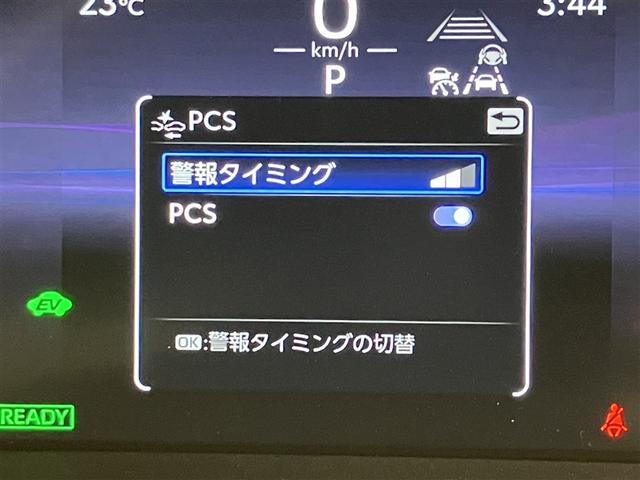 23℃
0
3:44
km/h
P
PCS
警報タイミング
PCS
OK:警報タイミングの切替
EV
READY